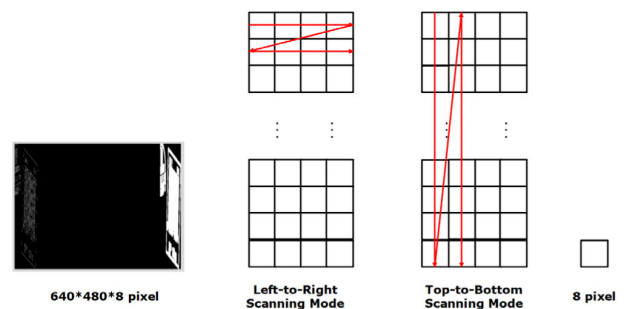 640*480*8 pixel
Left-to-Right
Scanning Mode
Top-to-Bottom
Scanning Mode
8 pixel